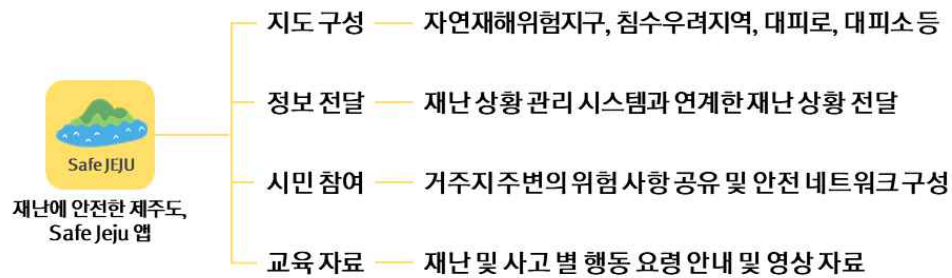 지도 구성 자연재해위험지구, 침수우려지역, 대피로, 대피소 등
정보 전달 재난 상황 관리 시스템과 연계한 재난 상황 전달
Safe JEJU
시민 참여 거주지 주변의 위험 사항 공유 및 안전 네트워크 구성
재난에 안전한 제주도,
Safe Jeju 앱
교육 자료 재난 및 사고 별 행동 요령 안내 및 영상 자료